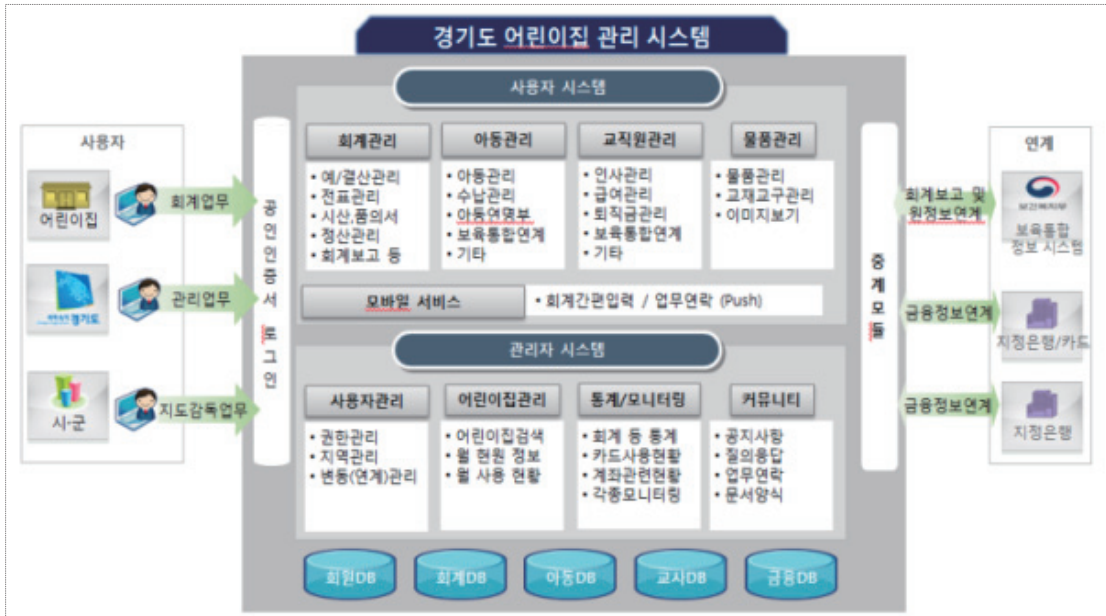 경기도 어린이집 관리 시스템
사용자 시스템
사용자
어린이집
회계업무
경기도
관리업무
시·군
지도감독업무
공인인증서 로그인
회계관리
• 예/결산관리
• 전표관리
• 시산,품의서
• 정산관리
• 회계보고 등
아동관리
• 아동관리
• 수납관리
• 아동연명부
• 보육통합연계
• 기타
교직원관리
• 인사관리
• 급여관리
• 퇴직금관리
• 보육통합연계
• 기타
물품관리
• 물품관리
• 교재교구관리
• 이미지보기
모바일 서비스
• 회계간편입력 / 업무연락 (Push)
관리자 시스템
사용자관리
• 권한관리
• 지역관리
• 변동(연계)관리
어린이집관리
• 어린이집검색
• 월 현원 정보
• 월 사용 현황
통계/모니터링
• 회계 등 통계
• 카드사용현황
• 계좌관련현황
• 각종모니터링
커뮤니티
• 공지사항
• 질의응답
• 업무연락
• 문서양식
회원DB
회계DB
아동DB
교사DB
금융DB
중계모듈
회계보고 및
원정보연계
금융정보연계
금융정보연계
연계
보건복지부
보육통합
정보 시스템
지정은행/카드
지정은행